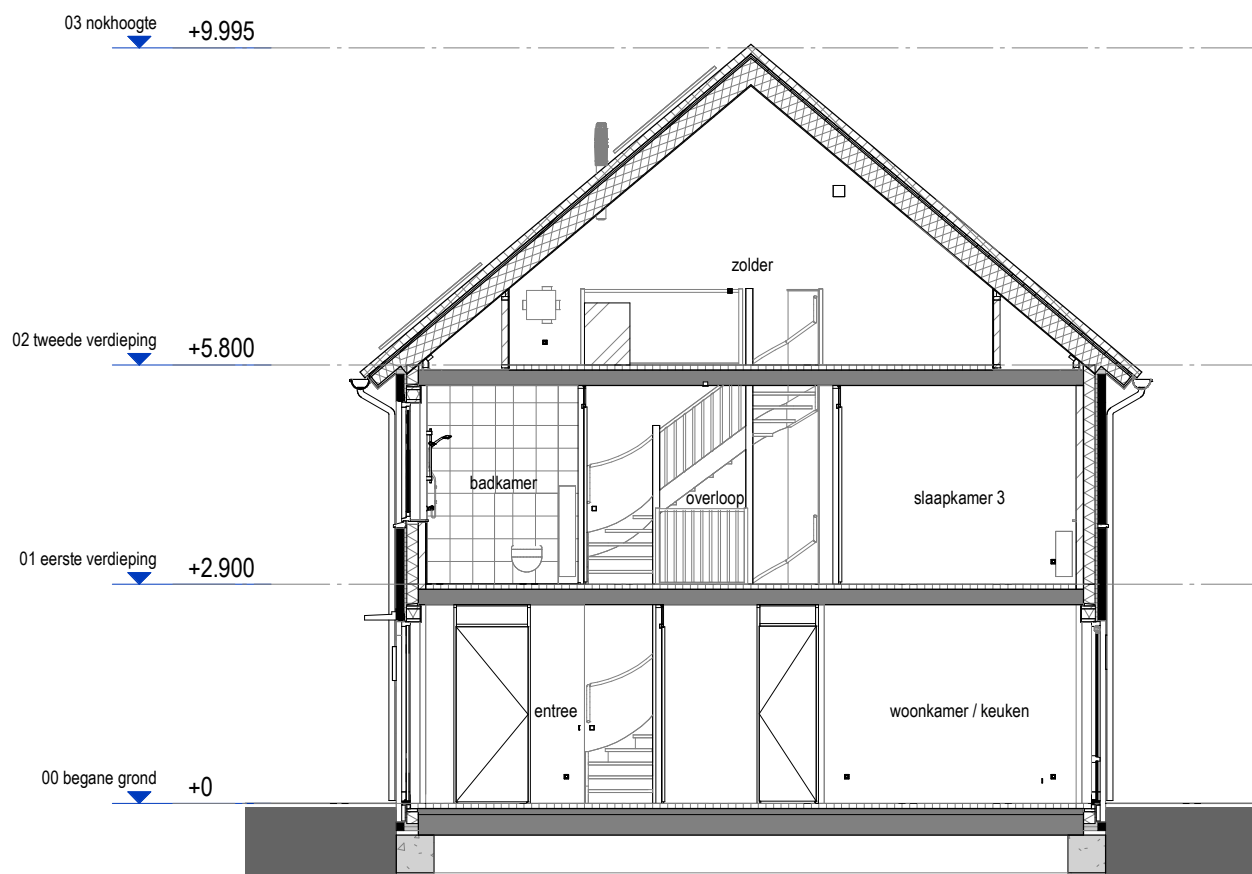 03 nokhoogte +9.995
zolder
02 tweede verdieping +5.800
badkamer
overloop
slaapkamer 3
01 eerste verdieping +2.900
entree
woonkamer / keuken
00 begane grond +0